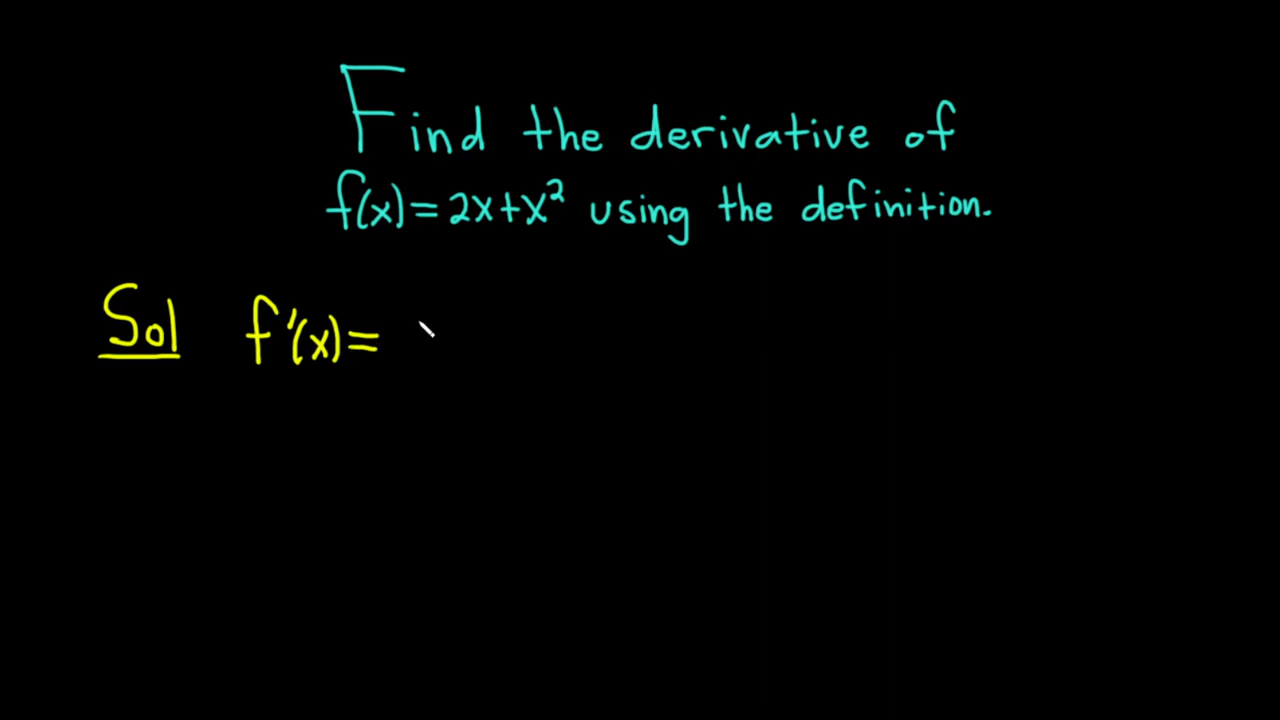 Find the derivative of
f(x)=2x+x² using the definition.
Sol f'(x)=